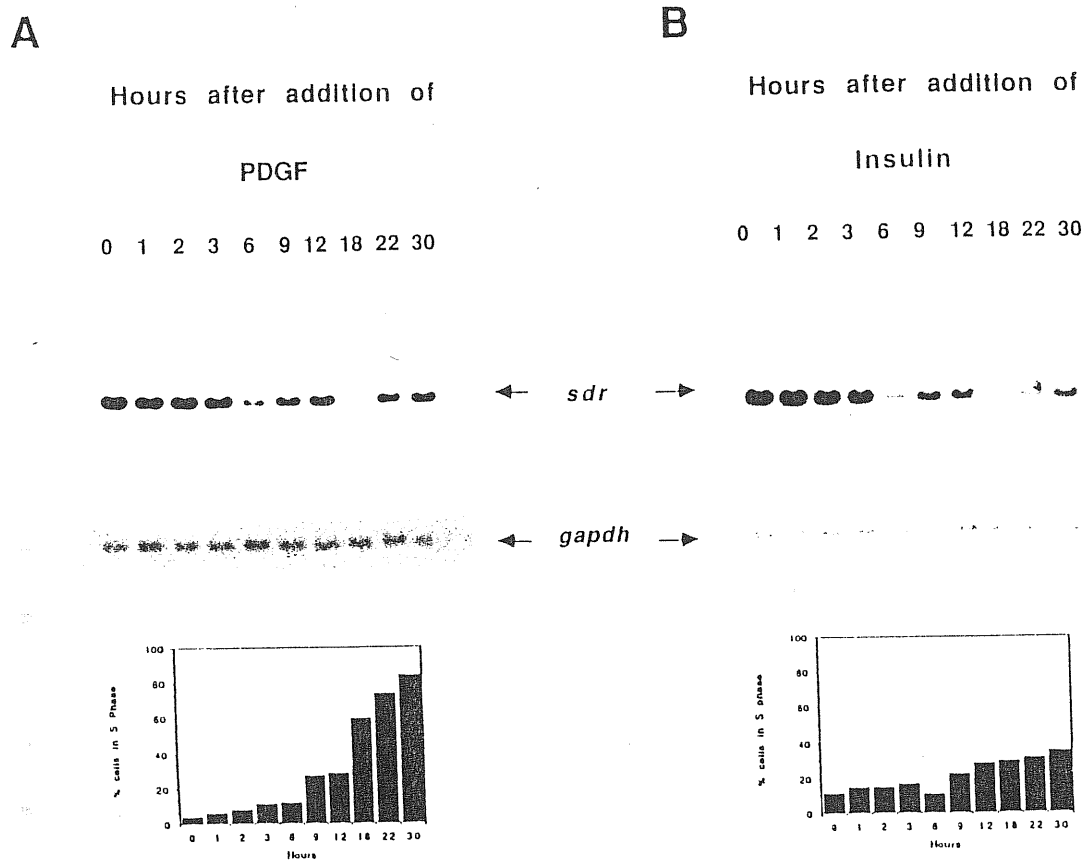 A
Hours after addition of
PDGF
0 1 2 3 6 9 12 18 22 30
B
Hours after addition of
Insulin
0 1 2 3 6 9 12 18 22 30
sdr
gapdh
% cells in S Phase
100
80
60
40
20
0
0 1 2 3 6 9 12 18 22 30
Hours
% cells in S phase
100
80
60
40
20
0
0 1 2 3 6 9 12 18 22 30
Hours